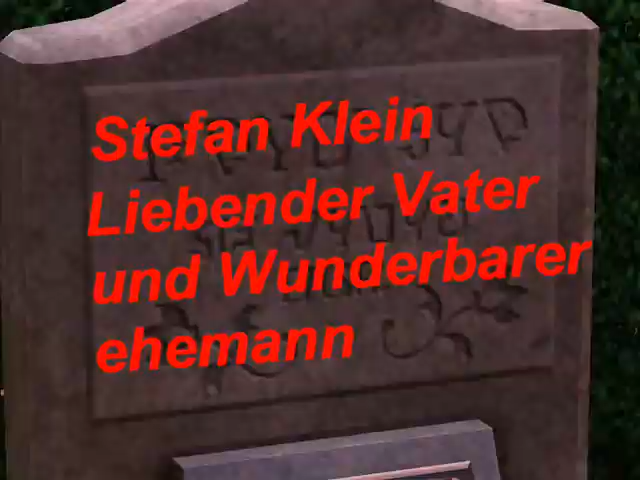 Stefan Klein
Liebender Vater
und Wunderbarer
ehemann